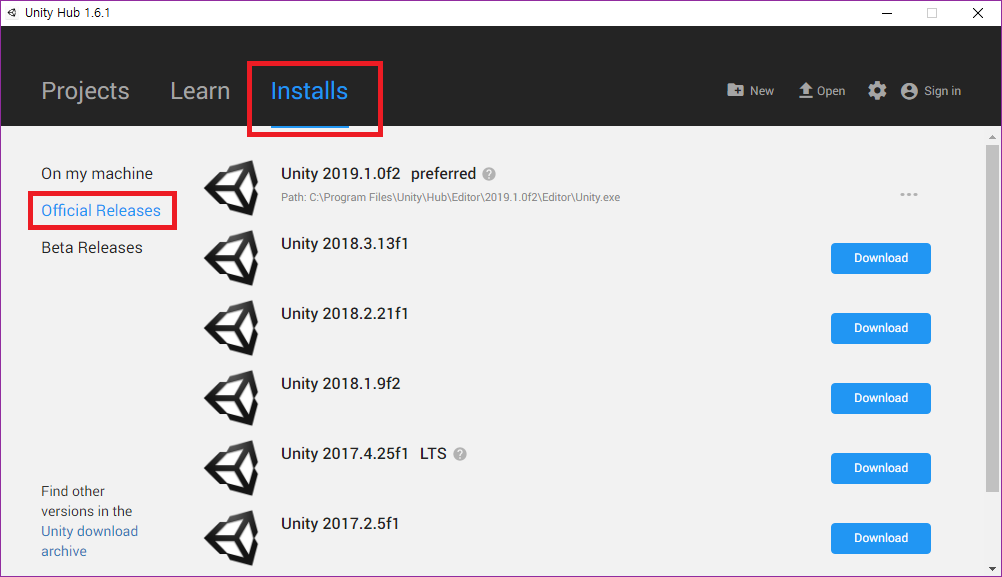 Unity Hub 1.6.1
Projects Learn Installs New Open Sign in
On my machine
Official Releases
Beta Releases
Unity 2019.1.0f2 preferred ?
Path: C:\Program Files\Unity\Hub\Editor\2019.1.0f2\Editor\Unity.exe
Unity 2018.3.13f1
Download
Unity 2018.2.21f1
Download
Unity 2018.1.9f2
Download
Unity 2017.4.25f1 LTS ?
Download
Unity 2017.2.5f1
Download
Find other
versions in the
Unity download
archive